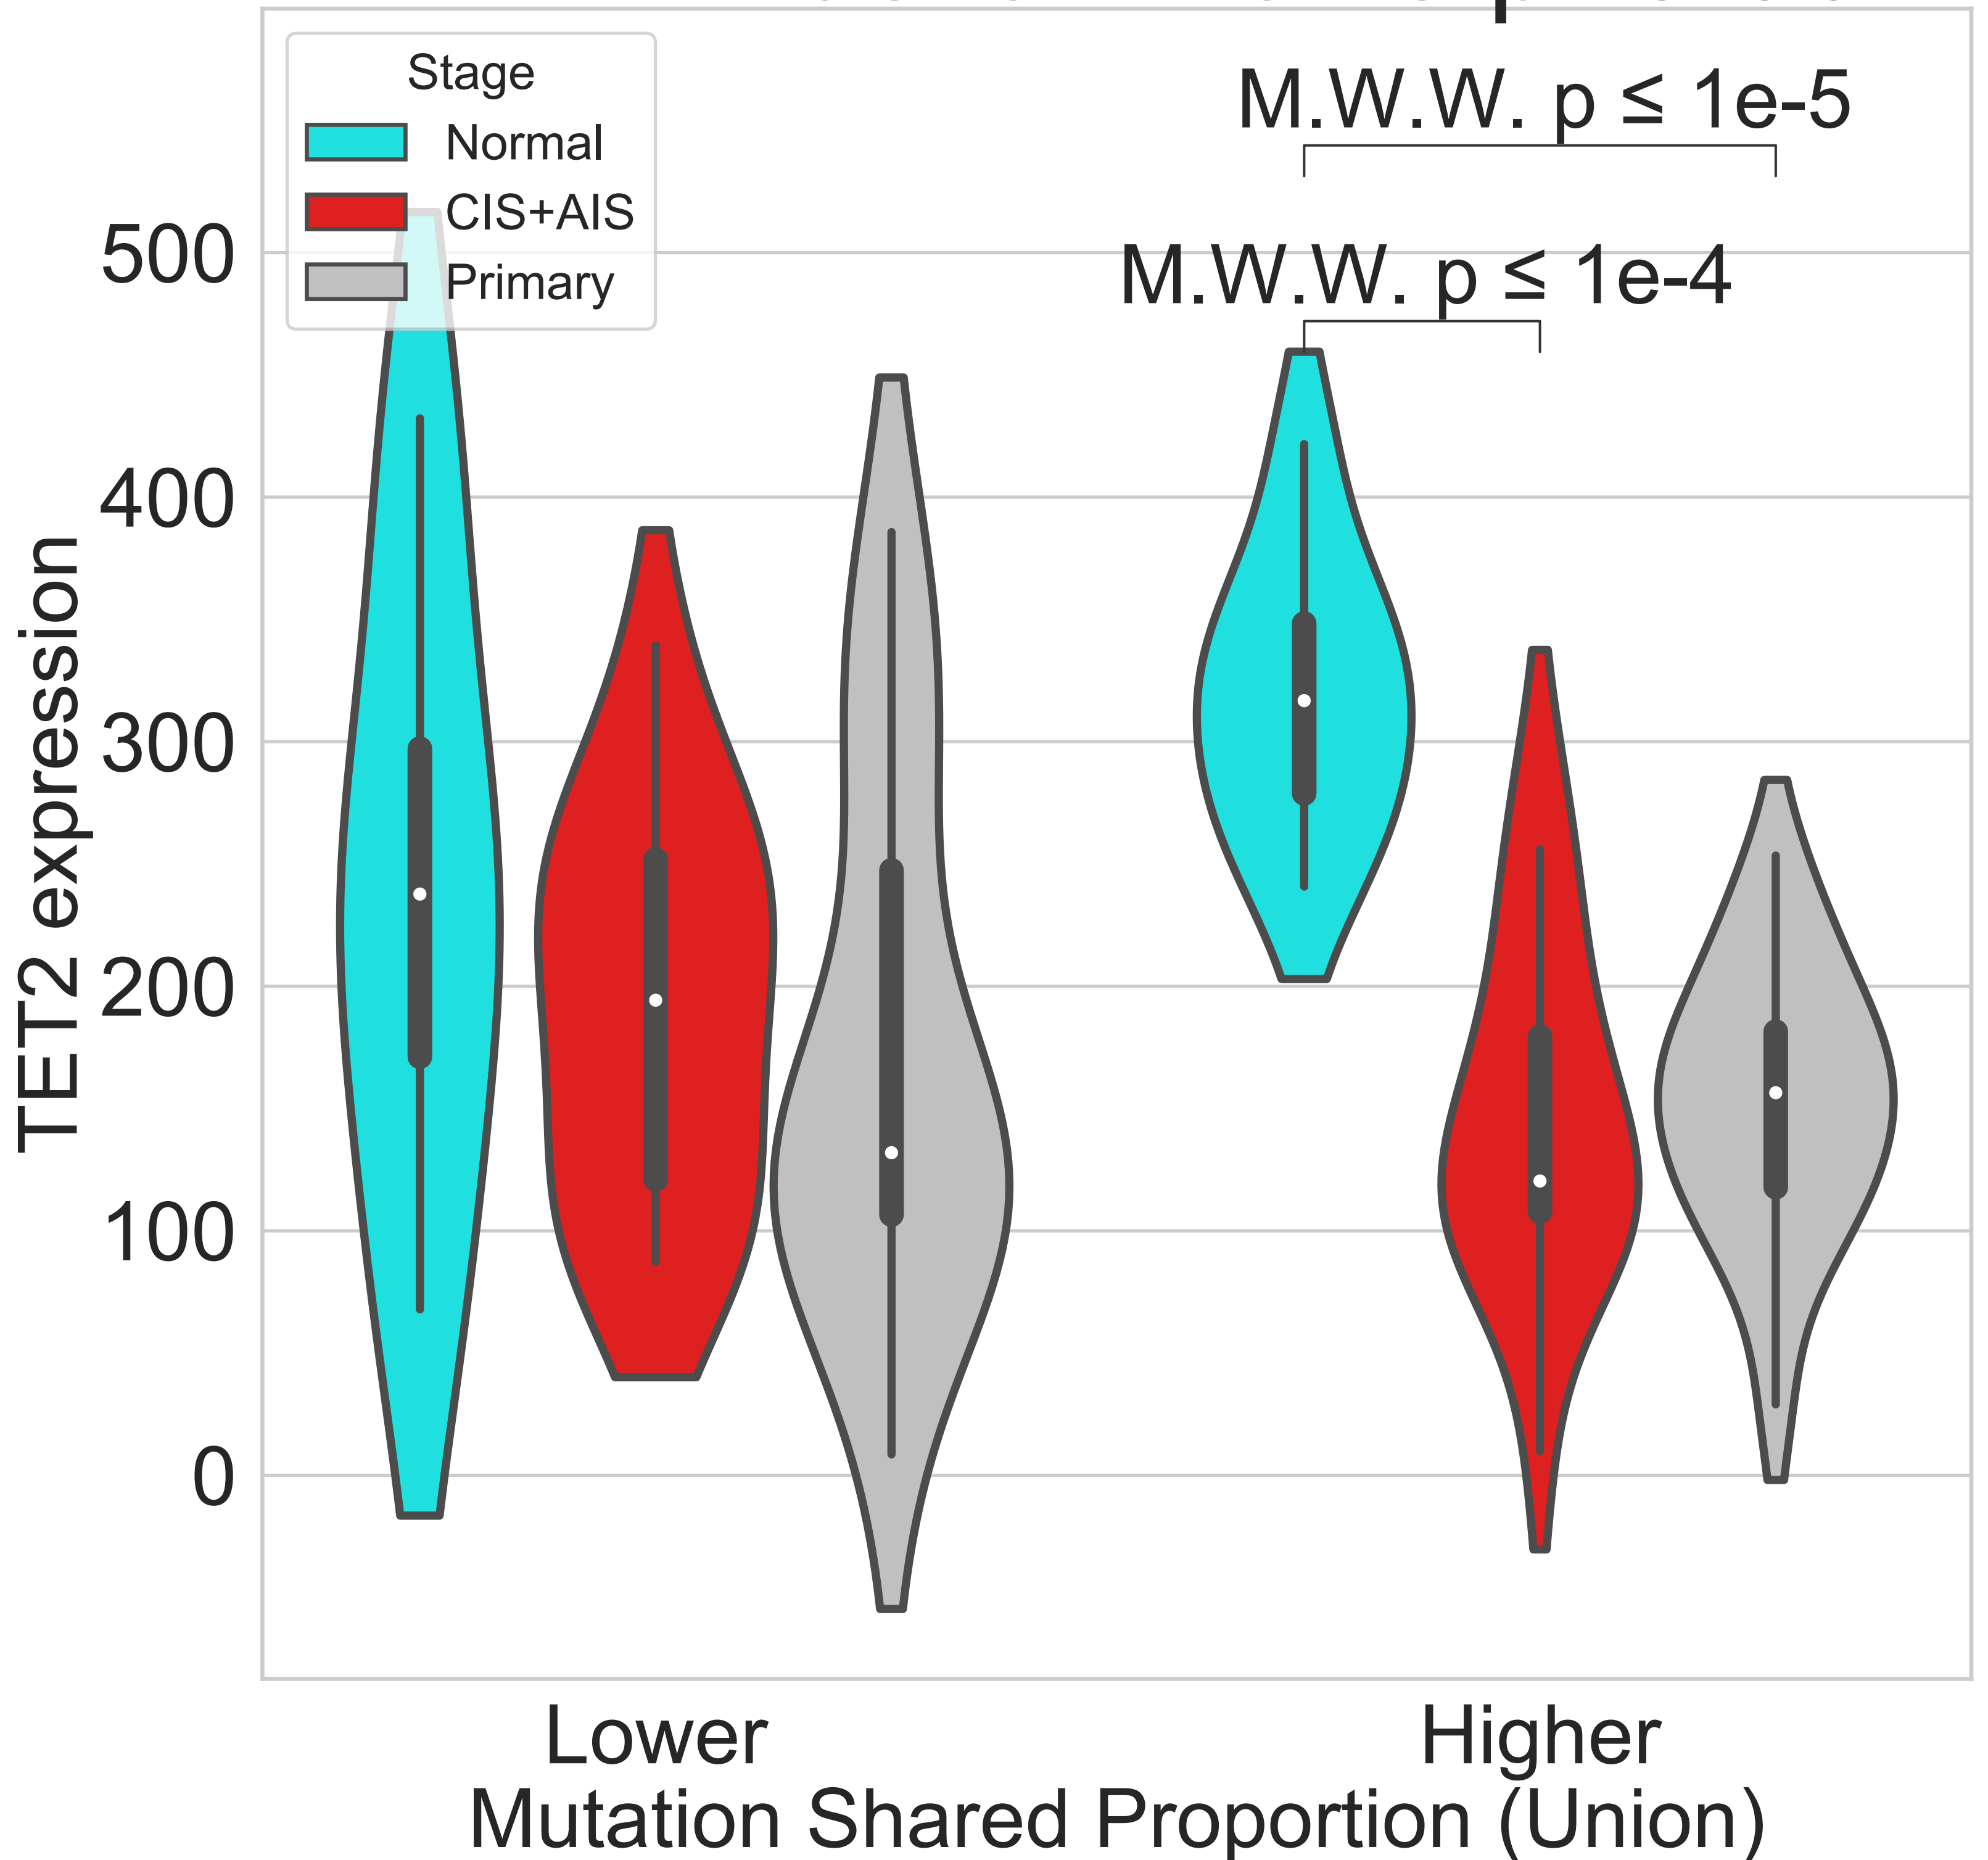 Stage
Normal
CIS+AIS
Primary
M.W.W. p ≤ 1e-5
M.W.W. p ≤ 1e-4
500
400
300
200
100
0
TET2 expression
Lower
Higher
Mutation Shared Proportion (Union)